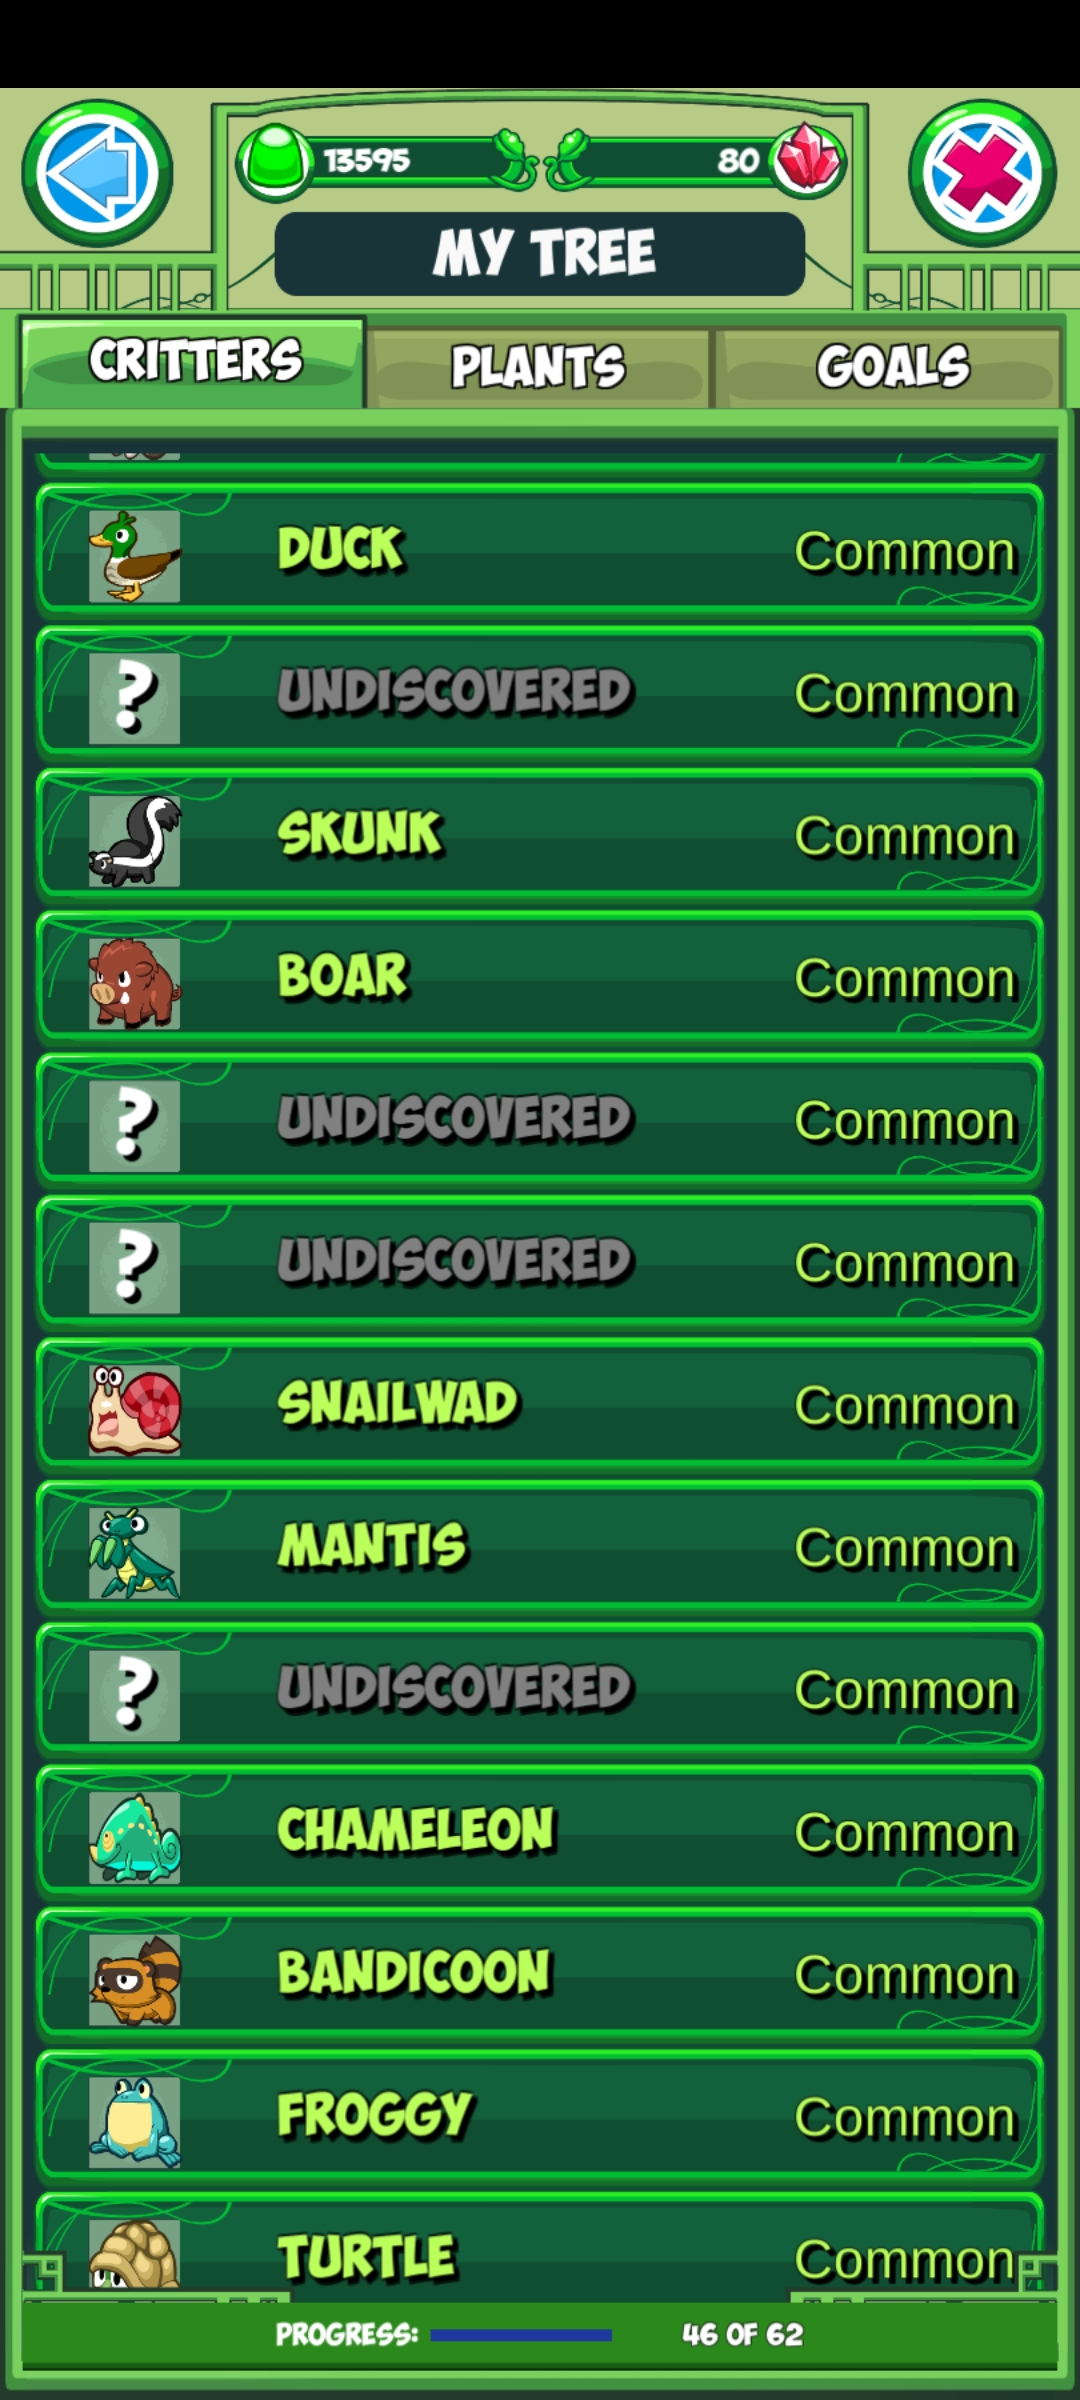 13595
80
MY TREE
CRITTERS
PLANTS
GOALS
DUCK
Common
?
UNDISCOVERED
Common
SKUNK
Common
BOAR
Common
?
UNDISCOVERED
Common
?
UNDISCOVERED
Common
SNAILWAD
Common
MANTIS
Common
?
UNDISCOVERED
Common
CHAMELEON
Common
BANDICOON
Common
FROGGY
Common
TURTLE
Common
PROGRESS:
46 OF 62